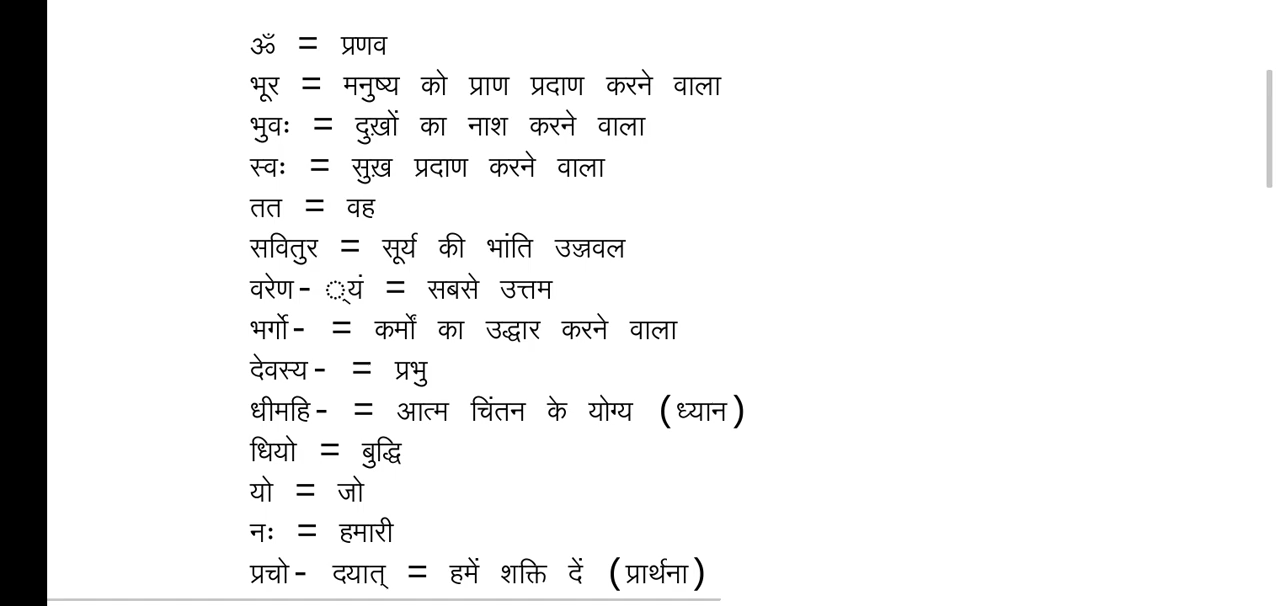 ॐ = प्रणव
भूर = मनुष्य को प्राण प्रदाण करने वाला
भुवः = दुख़ों का नाश करने वाला
स्वः = सुख़ प्रदाण करने वाला
तत = वह
सवितुर = सूर्य की भांति उज्जवल
वरेण- ्यं = सबसे उत्तम
भर्गो- = कर्मों का उद्धार करने वाला
देवस्य- = प्रभु
धीमहि- = आत्म चिंतन के योग्य (ध्यान)
धियो = बुद्धि
यो = जो
नः = हमारी
प्रचो- दयात् = हमें शक्ति दें (प्रार्थना)